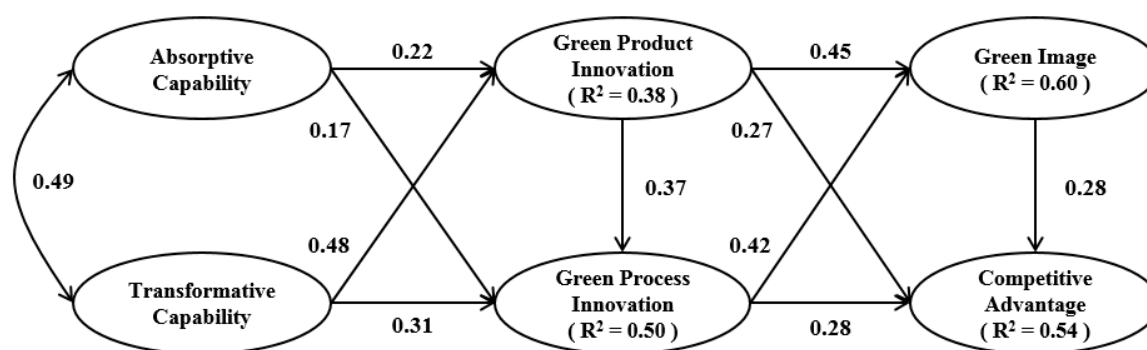 Absorptive
Capability
0.22
Green Product
Innovation
( R² = 0.38 )
0.45
Green Image
( R² = 0.60 )
0.17
0.27
0.49
0.37
0.28
0.48
0.42
Transformative
Capability
0.31
Green Process
Innovation
( R² = 0.50 )
0.28
Competitive
Advantage
( R² = 0.54 )